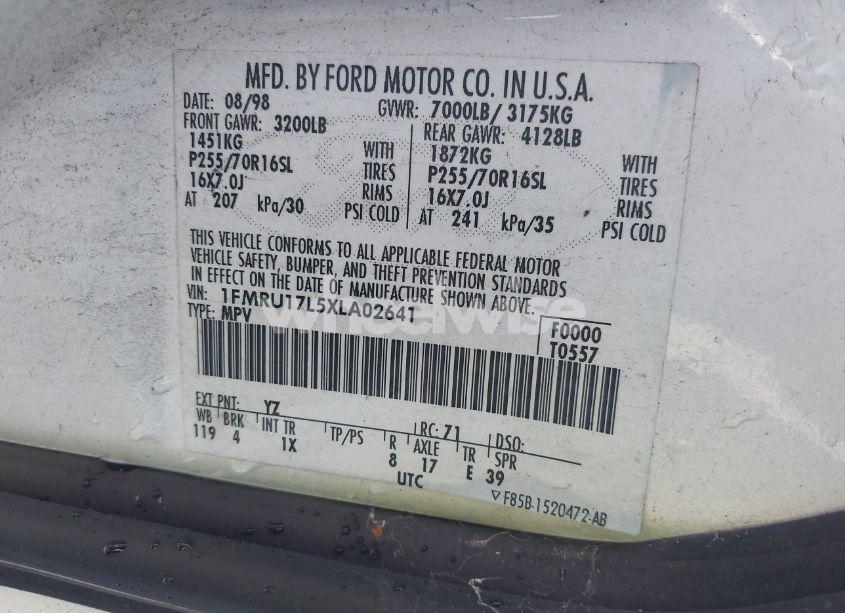 MFD. BY FORD MOTOR CO. IN U.S.A.
DATE: 08/98 GVWR: 7000LB/ 3175KG
FRONT GAWR: 3200LB REAR GAWR: 4128LB
1451KG WITH 1872KG WITH
P255/70R16SL TIRES P255/70R16SL TIRES
16X7.0J RIMS 16X7.0J RIMS
AT 207 kPa/30 PSI COLD AT 241 kPa/35 PSI COLD
THIS VEHICLE CONFORMS TO ALL APPLICABLE FEDERAL MOTOR
VEHICLE SAFETY, BUMPER, AND THEFT PREVENTION STANDARDS
IN EFFECT ON THE DATE OF MANUFACTURE SHOWN ABOVE.
VIN: 1FMRU17L5XLA02641
TYPE: MPV
F0000
T0557
wheelwise
EXT PNT: YZ RC: 71 DSO:
WB BRK INT TR TP/PS R AXLE TR SPR
119 4 1X 8 17 E 39
UTC
F85B-1520472-AB